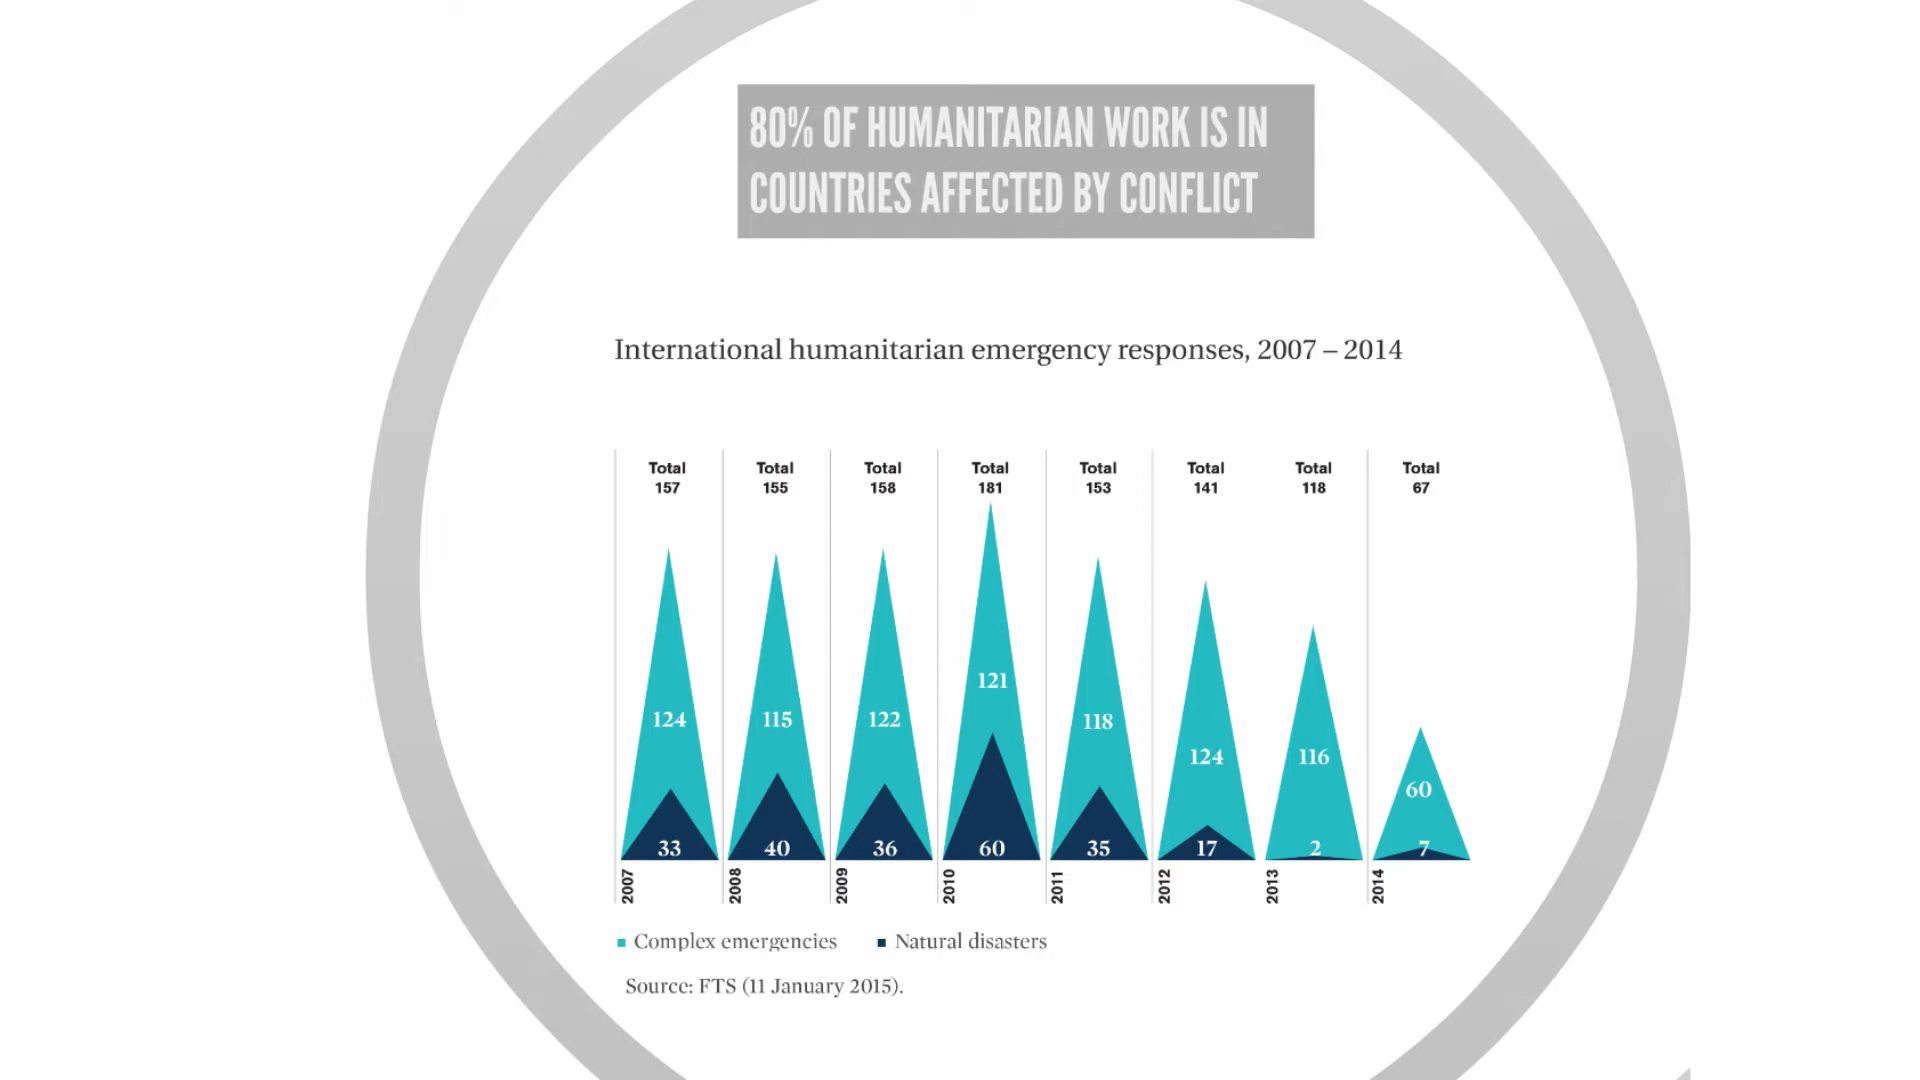 80% OF HUMANITARIAN WORK IS IN
COUNTRIES AFFECTED BY CONFLICT
International humanitarian emergency responses, 2007 – 2014
Total Total Total Total Total Total Total Total
157 155 158 181 153 141 118 67
121
124 115 122 118
124 116
60
33 40 36 60 35 17 2 7
2007 2008 2009 2010 2011 2012 2013 2014
Complex emergencies Natural disasters
Source: FTS (11 January 2015).